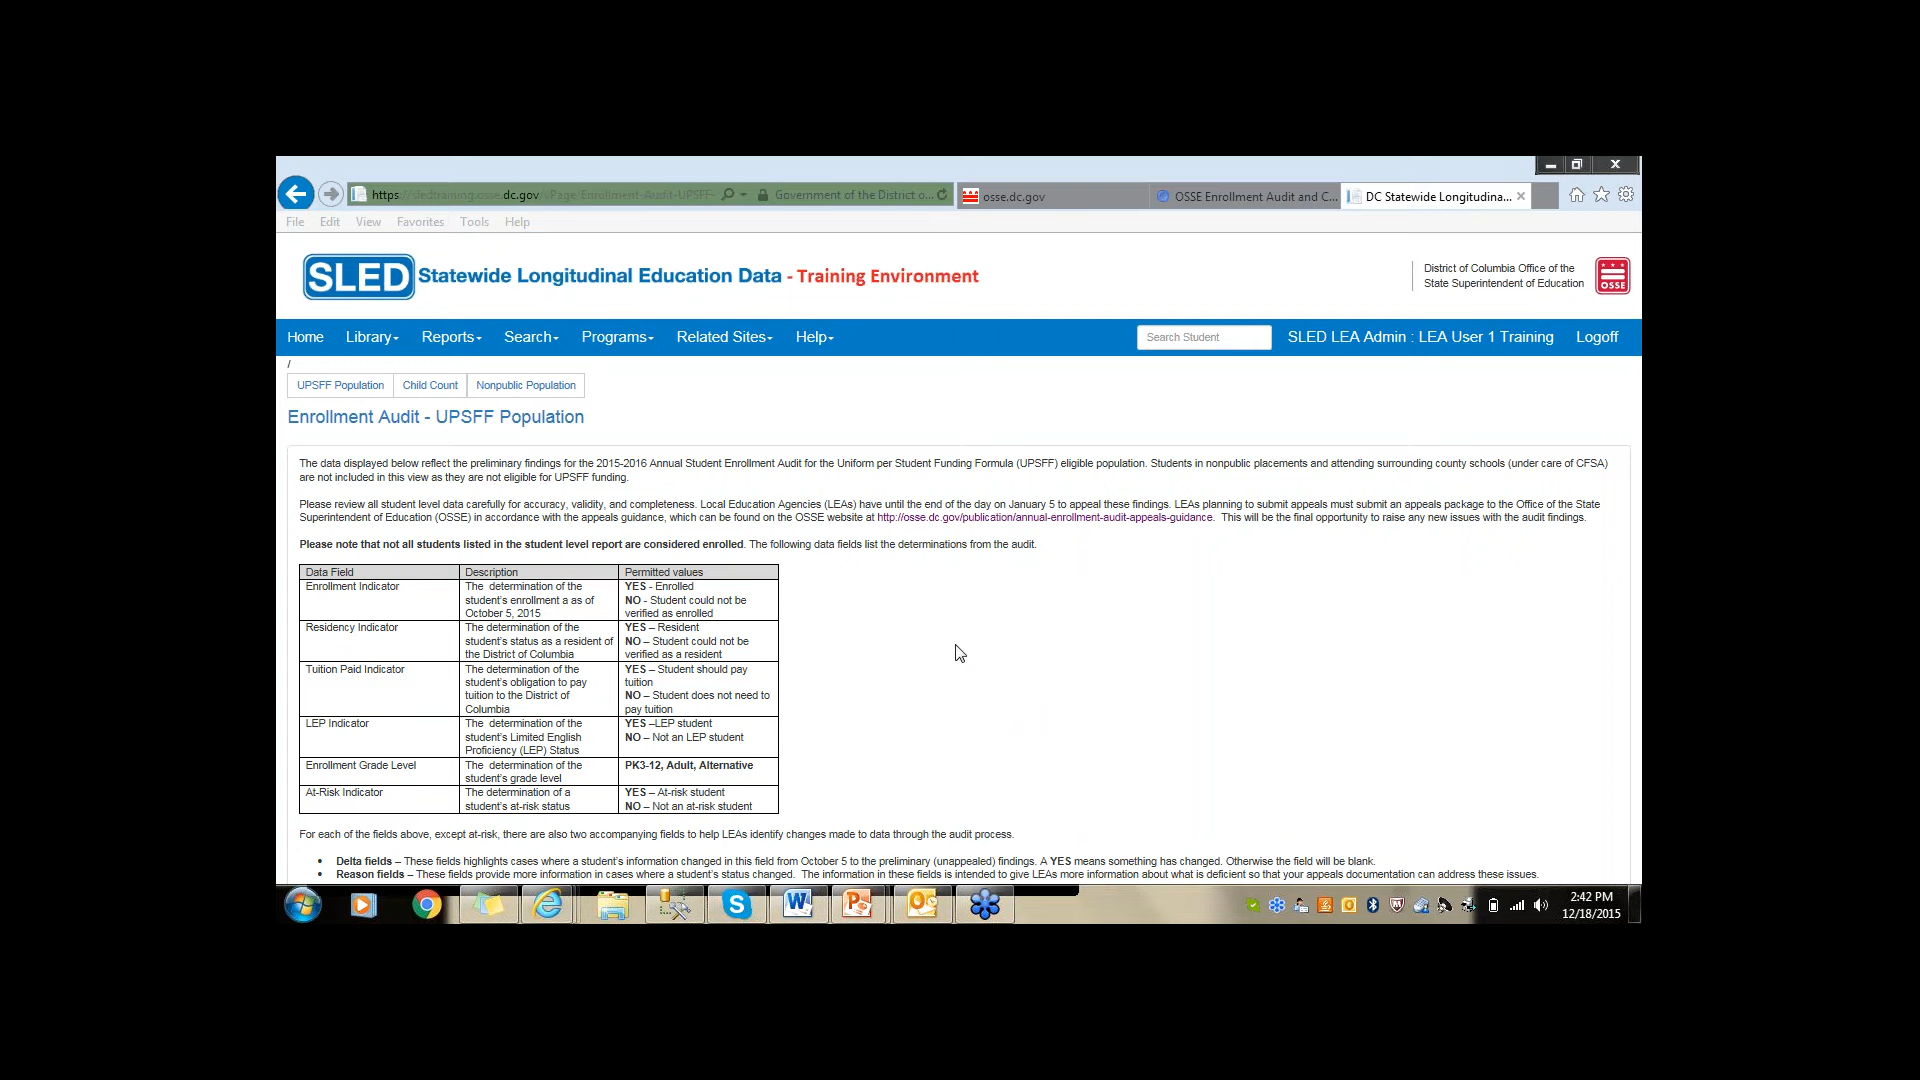 https://sledtraining.osse.dc.gov/vPage/Enrollment-Audit-UPSFF-
Government of the District o...
osse.dc.gov
OSSE Enrollment Audit and C...
DC Statewide Longitudina...
File Edit View Favorites Tools Help
SLED Statewide Longitudinal Education Data - Training Environment
District of Columbia Office of the
State Superintendent of Education
OSSE
Home Library Reports Search Programs Related Sites Help Search Student SLED LEA Admin : LEA User 1 Training Logoff
/
UPSFF Population Child Count Nonpublic Population
Enrollment Audit - UPSFF Population
The data displayed below reflect the preliminary findings for the 2015-2016 Annual Student Enrollment Audit for the Uniform per Student Funding Formula (UPSFF) eligible population. Students in nonpublic placements and attending surrounding county schools (under care of CFSA)
are not included in this view as they are not eligible for UPSFF funding.
Please review all student level data carefully for accuracy, validity, and completeness. Local Education Agencies (LEAs) have until the end of the day on January 5 to appeal these findings. LEAs planning to submit appeals must submit an appeals package to the Office of the State
Superintendent of Education (OSSE) in accordance with the appeals guidance, which can be found on the OSSE website at http://osse.dc.gov/publication/annual-enrollment-audit-appeals-guidance. This will be the final opportunity to raise any new issues with the audit findings.
Please note that not all students listed in the student level report are considered enrolled. The following data fields list the determinations from the audit.
Data Field Description Permitted values
Enrollment Indicator The determination of the YES - Enrolled
student's enrollment a as of NO - Student could not be
October 5, 2015 verified as enrolled
Residency Indicator The determination of the YES – Resident
student's status as a resident of NO – Student could not be
the District of Columbia verified as a resident
Tuition Paid Indicator The determination of the YES – Student should pay
student's obligation to pay tuition
tuition to the District of NO – Student does not need to
Columbia pay tuition
LEP Indicator The determination of the YES –LEP student
student's Limited English NO – Not an LEP student
Proficiency (LEP) Status
Enrollment Grade Level The determination of the PK3-12, Adult, Alternative
student's grade level
At-Risk Indicator The determination of a YES – At-risk student
student's at-risk status NO – Not an at-risk student
For each of the fields above, except at-risk, there are also two accompanying fields to help LEAs identify changes made to data through the audit process.
• Delta fields – These fields highlights cases where a student's information changed in this field from October 5 to the preliminary (unappealed) findings. A YES means something has changed. Otherwise the field will be blank.
• Reason fields – These fields provide more information in cases where a student's status changed. The information in these fields is intended to give LEAs more information about what is deficient so that your appeals documentation can address these issues.
2:42 PM
12/18/2015